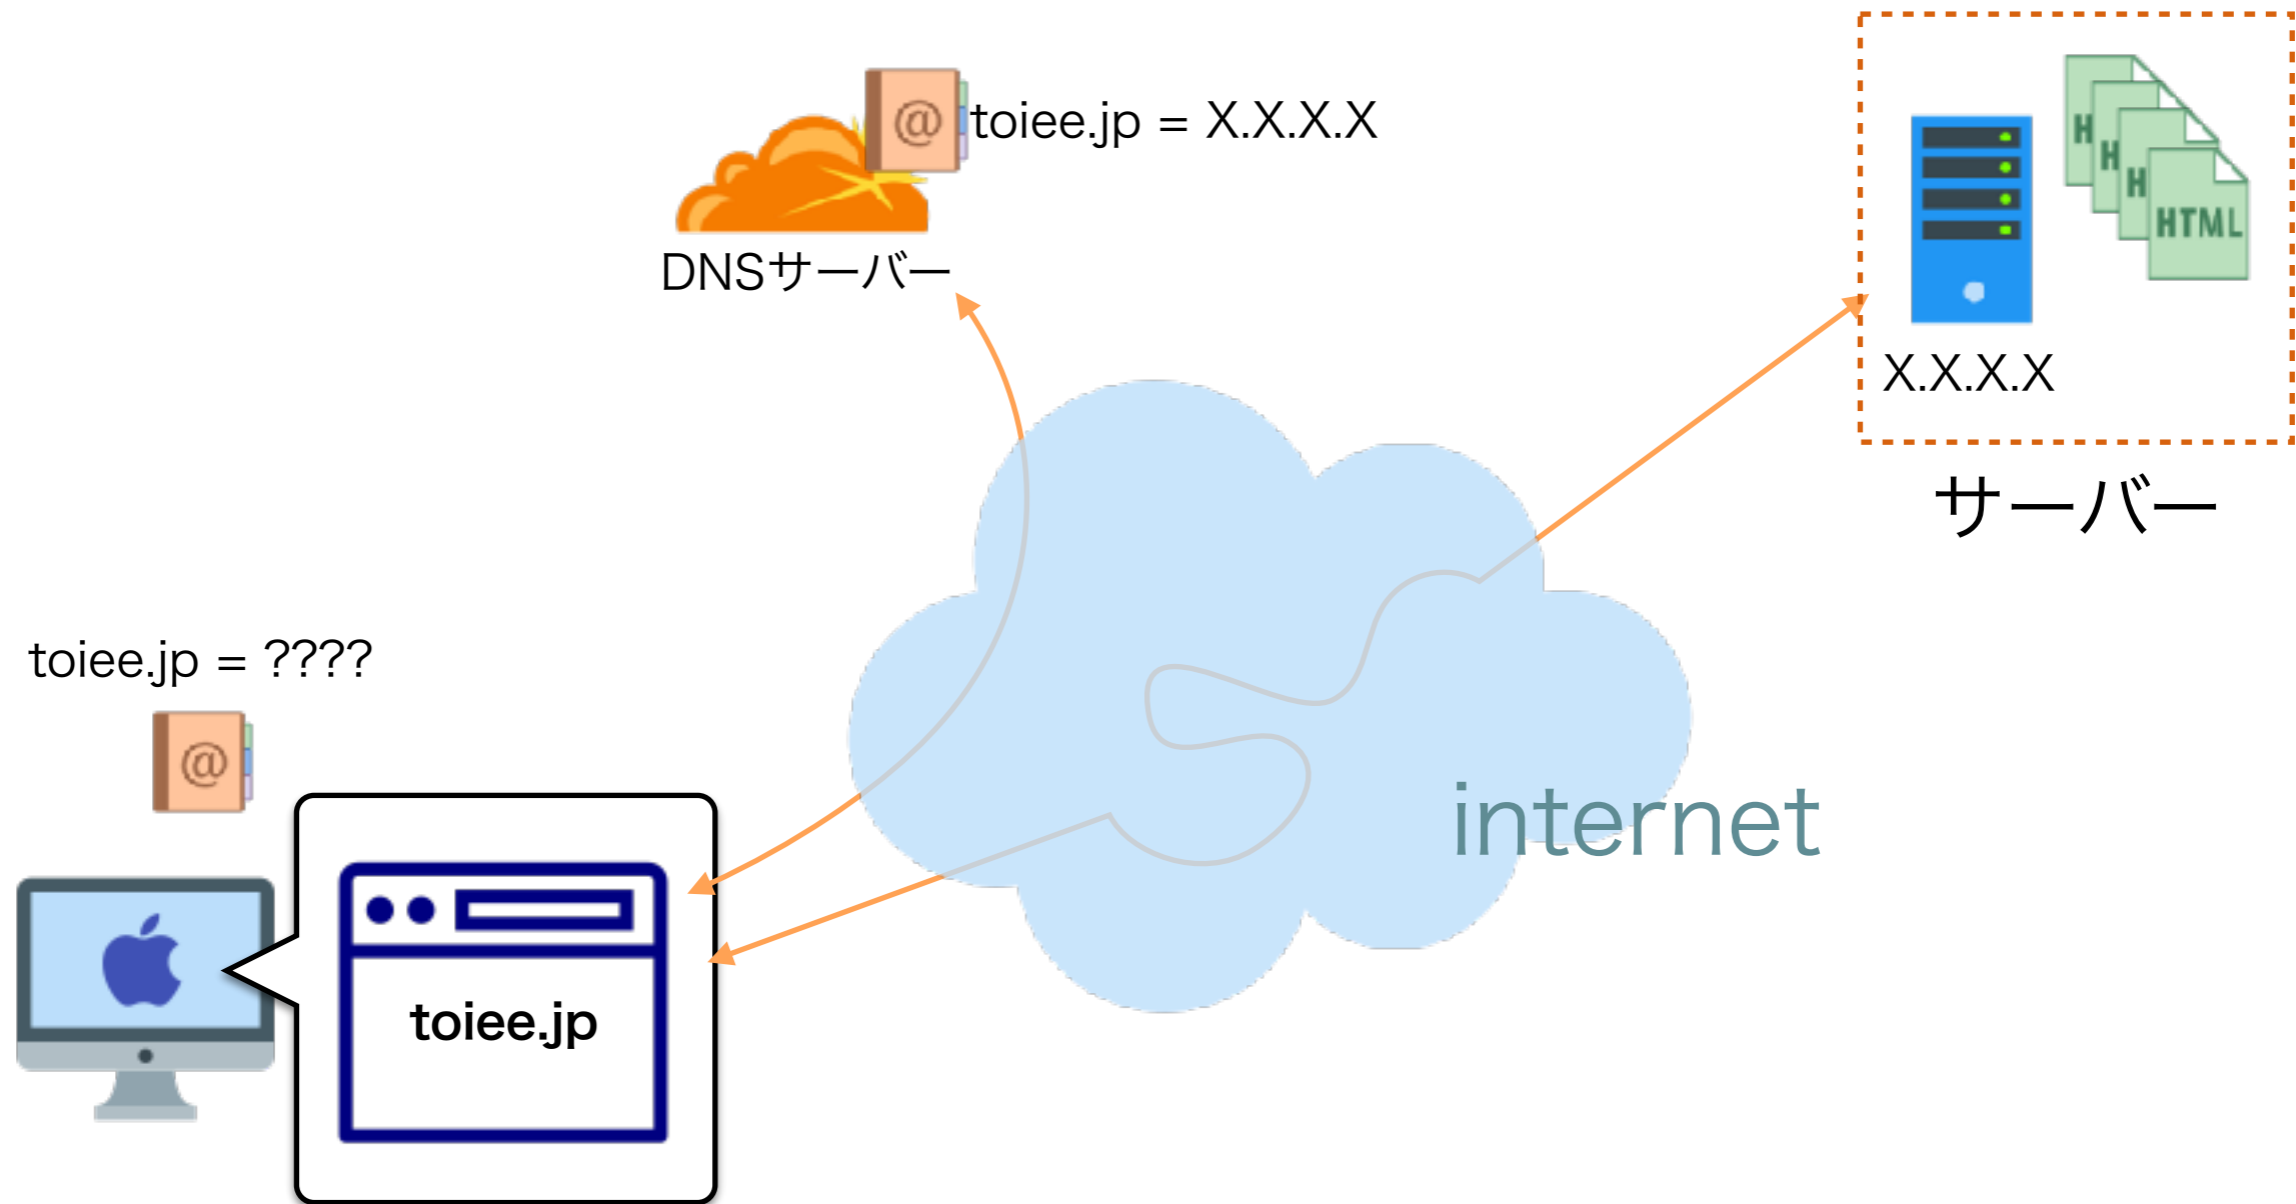 @
toiee.jp = X.X.X.X
DNSサーバー
H
H
H
HTML
X.X.X.X
サーバー
toiee.jp = ????
@
internet
toiee.jp